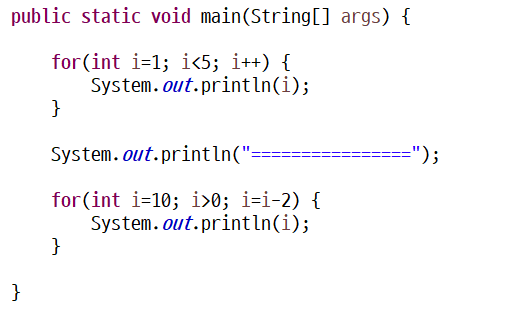 public static void main(String[] args) {
for(int i=1; i<5; i++) {
System.out.println(i);
}
System.out.println("================");
for(int i=10; i>0; i=i-2) {
System.out.println(i);
}
}